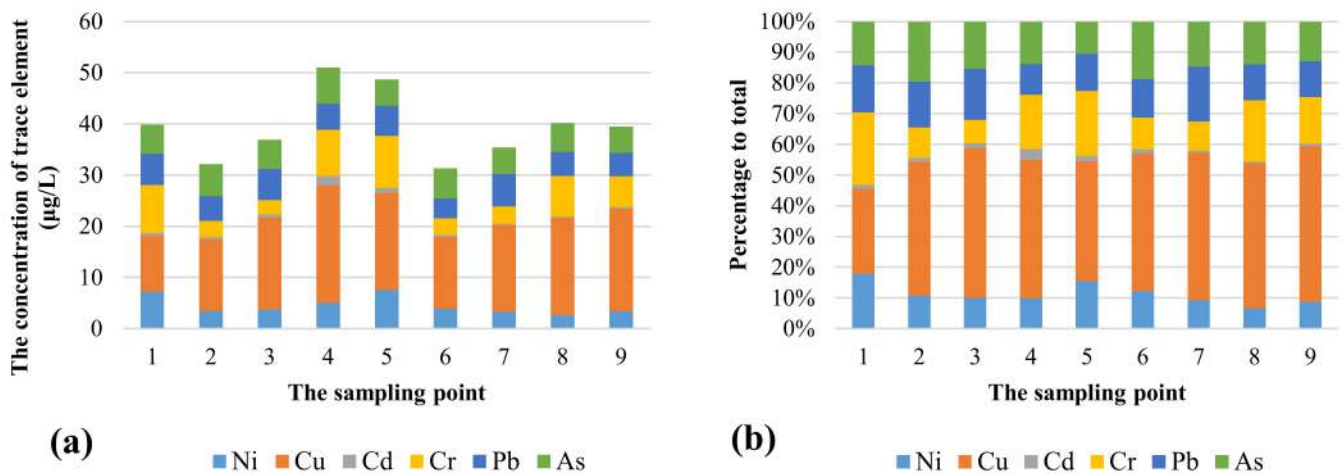 The concentration of trace element
(µg/L)
60
50
40
30
20
10
0
1 2 3 4 5 6 7 8 9
The sampling point
(a)
Ni Cu Cd Cr Pb As
Percentage to total
100%
90%
80%
70%
60%
50%
40%
30%
20%
10%
0%
1 2 3 4 5 6 7 8 9
The sampling point
(b)
Ni Cu Cd Cr Pb As